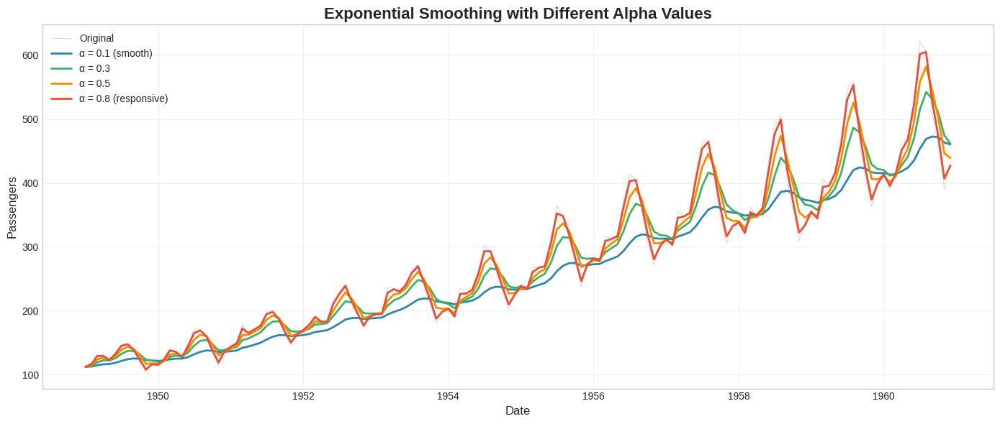 Exponential Smoothing with Different Alpha Values
Original
α = 0.1 (smooth)
α = 0.3
α = 0.5
α = 0.8 (responsive)
Passengers
600
500
400
300
200
100
1950 1952 1954 1956 1958 1960
Date